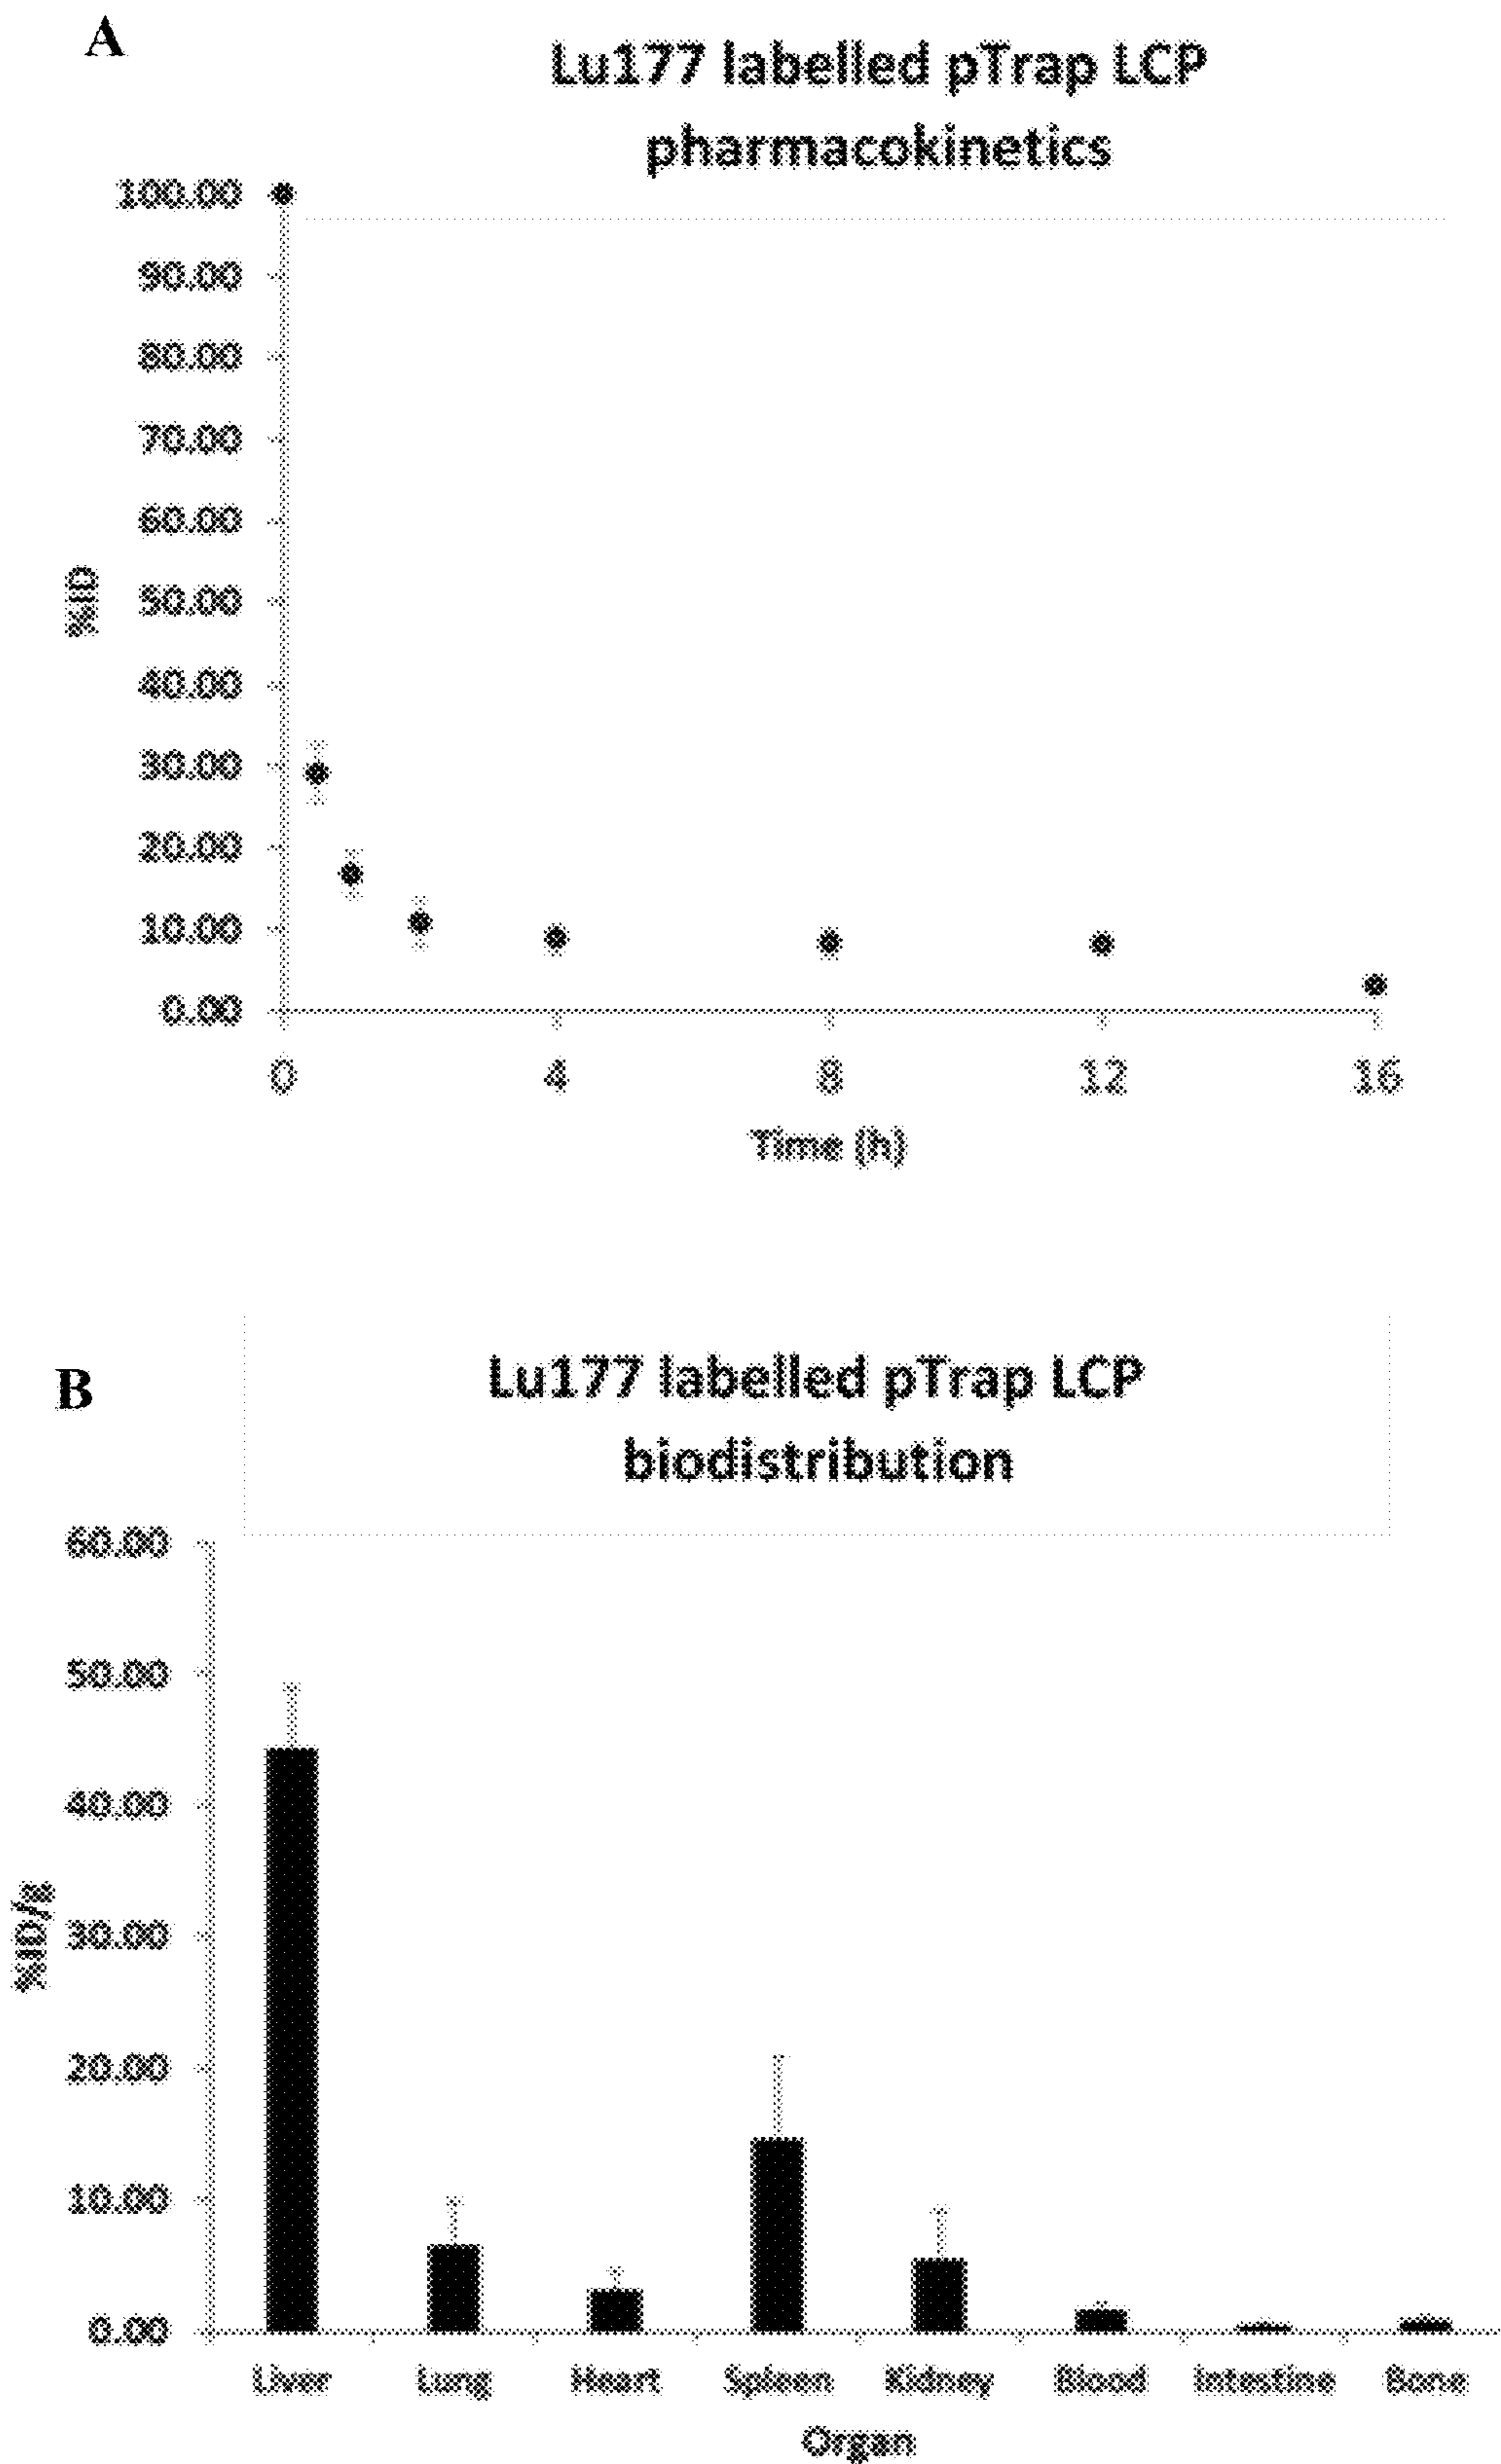 A
Lu177 labelled pTrap LCP
pharmacokinetics
100.00
90.00
80.00
70.00
60.00
50.00
40.00
30.00
20.00
10.00
0.00
%ID
0 4 8 12 16
Time (h)
B
Lu177 labelled pTrap LCP
biodistribution
60.00
50.00
40.00
30.00
20.00
10.00
0.00
%ID/g
Liver Lung Heart Spleen Kidney Blood Intestine Bone
Organ